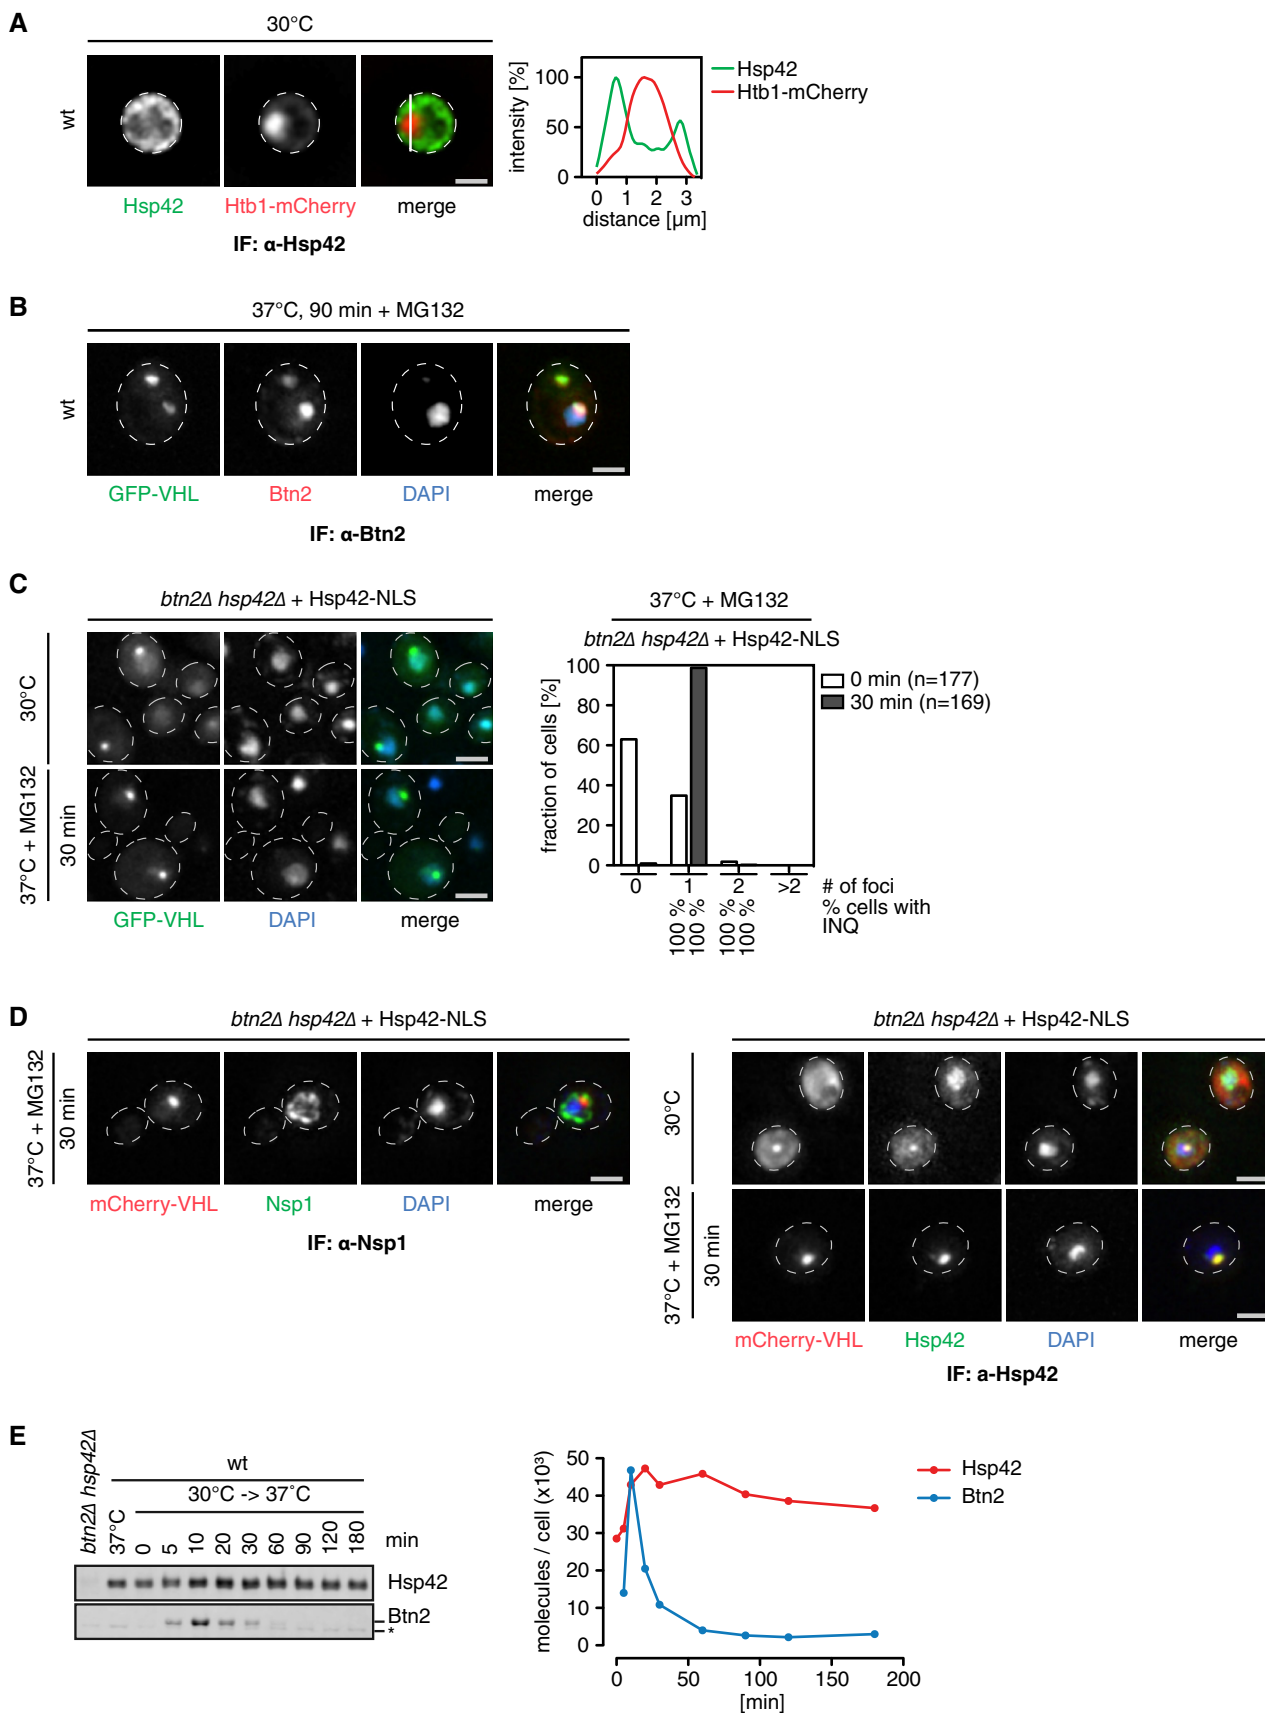 A
30°C
wt
Hsp42
Htb1-mCherry
merge
IF: α-Hsp42
intensity [%]
100
50
0
0 1 2 3
distance [µm]
Hsp42
Htb1-mCherry
B
37°C, 90 min + MG132
wt
GFP-VHL
Btn2
DAPI
merge
IF: α-Btn2
C
btn2Δ hsp42Δ + Hsp42-NLS
30°C
37°C + MG132
30 min
GFP-VHL
DAPI
merge
37°C + MG132
btn2Δ hsp42Δ + Hsp42-NLS
fraction of cells [%]
100
80
60
40
20
0
0 1 2 >2
# of foci
100 % 100 % 100 % 100 %
% cells with
INQ
0 min (n=177)
30 min (n=169)
D
btn2Δ hsp42Δ + Hsp42-NLS
37°C + MG132
30 min
mCherry-VHL
Nsp1
DAPI
merge
IF: α-Nsp1
btn2Δ hsp42Δ + Hsp42-NLS
30°C
37°C + MG132
30 min
mCherry-VHL
Hsp42
DAPI
merge
IF: a-Hsp42
E
btn2Δ hsp42Δ
wt
30°C -> 37˚C
37°C 0 5 10 20 30 60 90 120 180 min
Hsp42
Btn2
*
molecules / cell (x10³)
50
40
30
20
10
0
0 50 100 150 200
[min]
Hsp42
Btn2